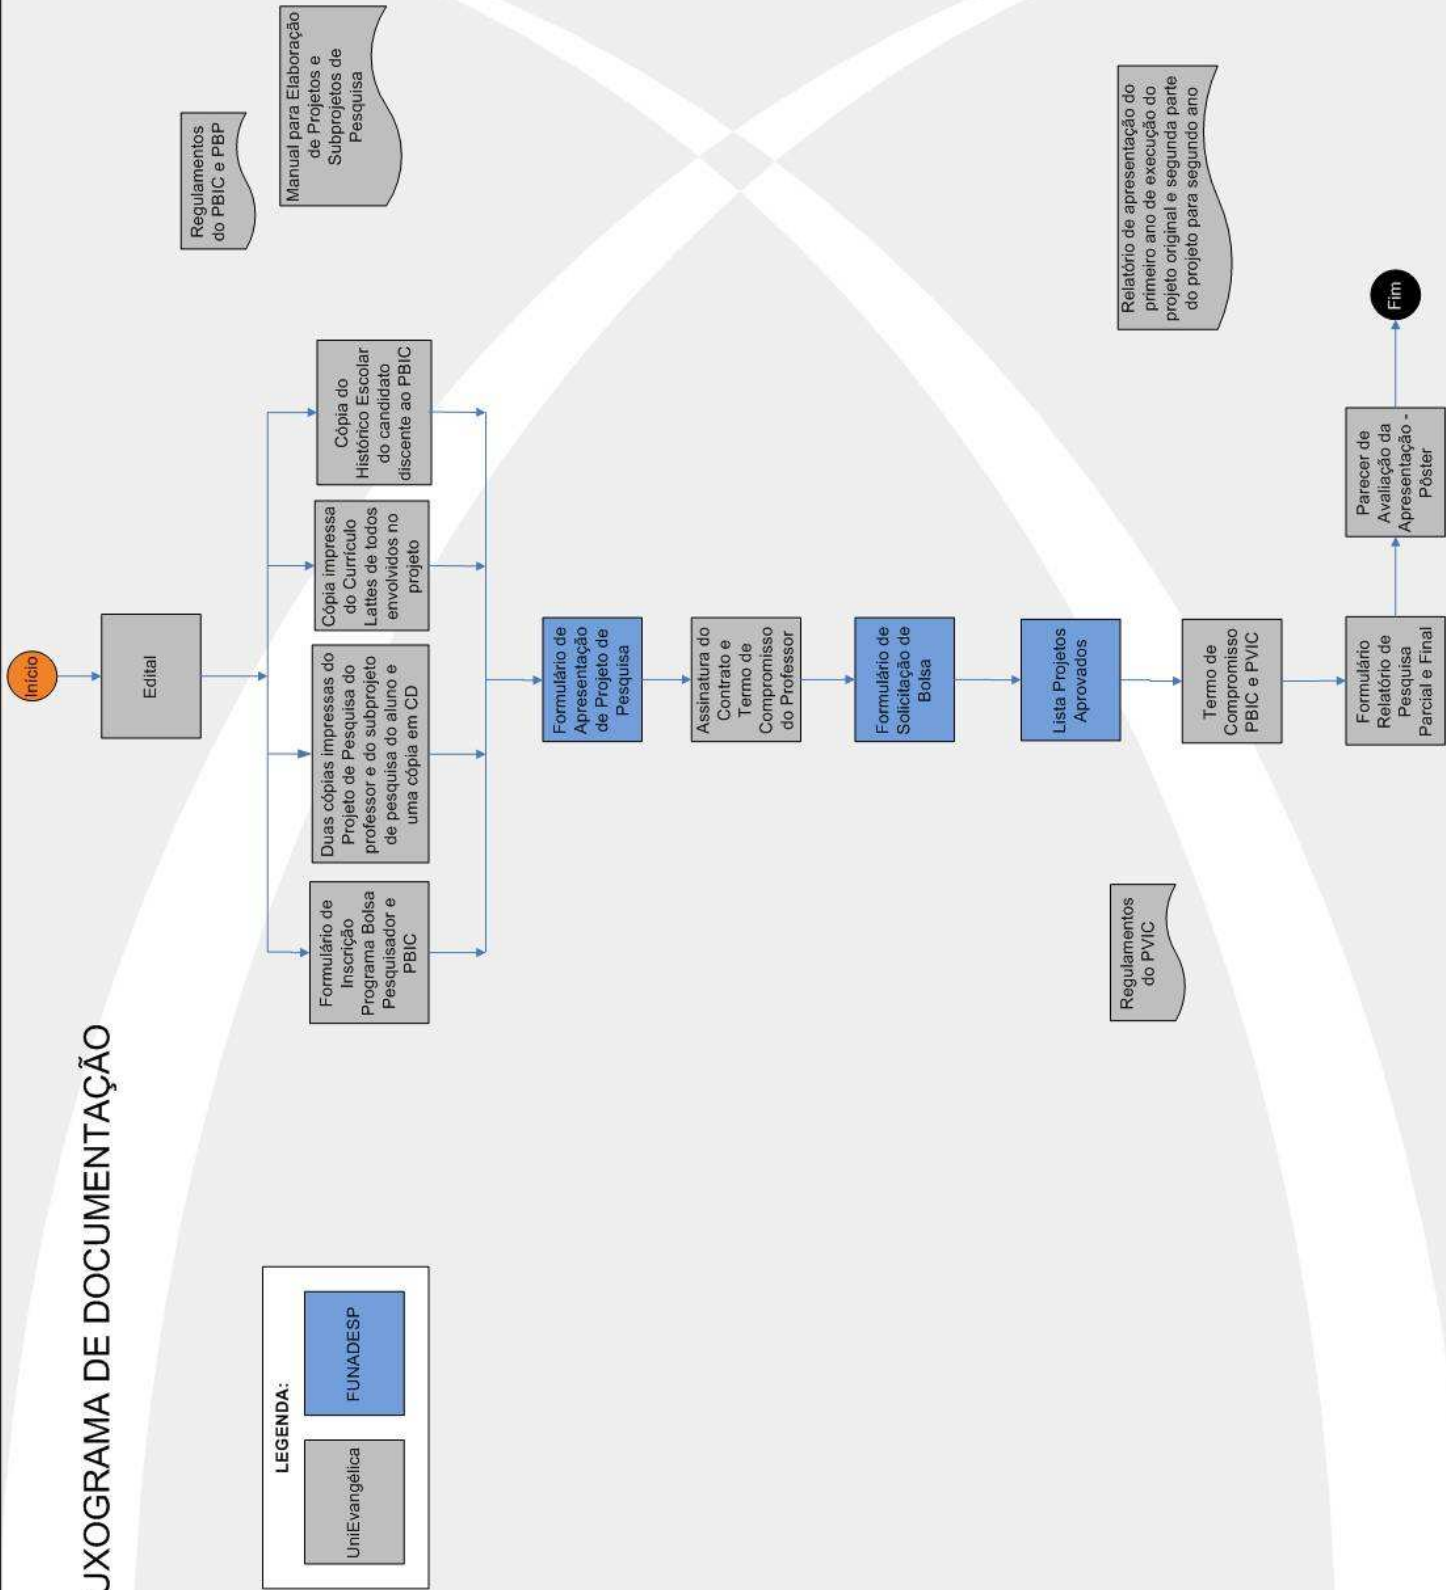 UXOGRAMA DE DOCUMENTAÇÃO
LEGENDA:
UniEvangélica
FUNADESP
Início
Edital
Regulamentos
do PBIC e PBP
Manual para Elaboração
de Projetos e
Subprojetos de
Pesquisa
Formulário de
Inscrição
Programa Bolsa
Pesquisador e
PBIC
Duas cópias impressas do
Projeto de Pesquisa do
professor e do subprojeto
de pesquisa do aluno e
uma cópia em CD
Cópia impressa
do Currículo
Lattes de todos
envolvidos no
projeto
Cópia do
Histórico Escolar
do candidato
discente ao PBIC
Formulário de
Apresentação
de Projeto de
Pesquisa
Assinatura do
Contrato e
Termo de
Compromisso
do Professor
Formulário de
Solicitação de
Bolsa
Lista Projetos
Aprovados
Regulamentos
do PVIC
Termo de
Compromisso
PBIC e PVIC
Relatório de apresentação do
primeiro ano de execução do
projeto original e segunda parte
do projeto para segundo ano
Formulário
Relatório de
Pesquisa
Parcial e Final
Parecer de
Avaliação da
Apresentação -
Pôster
Fim